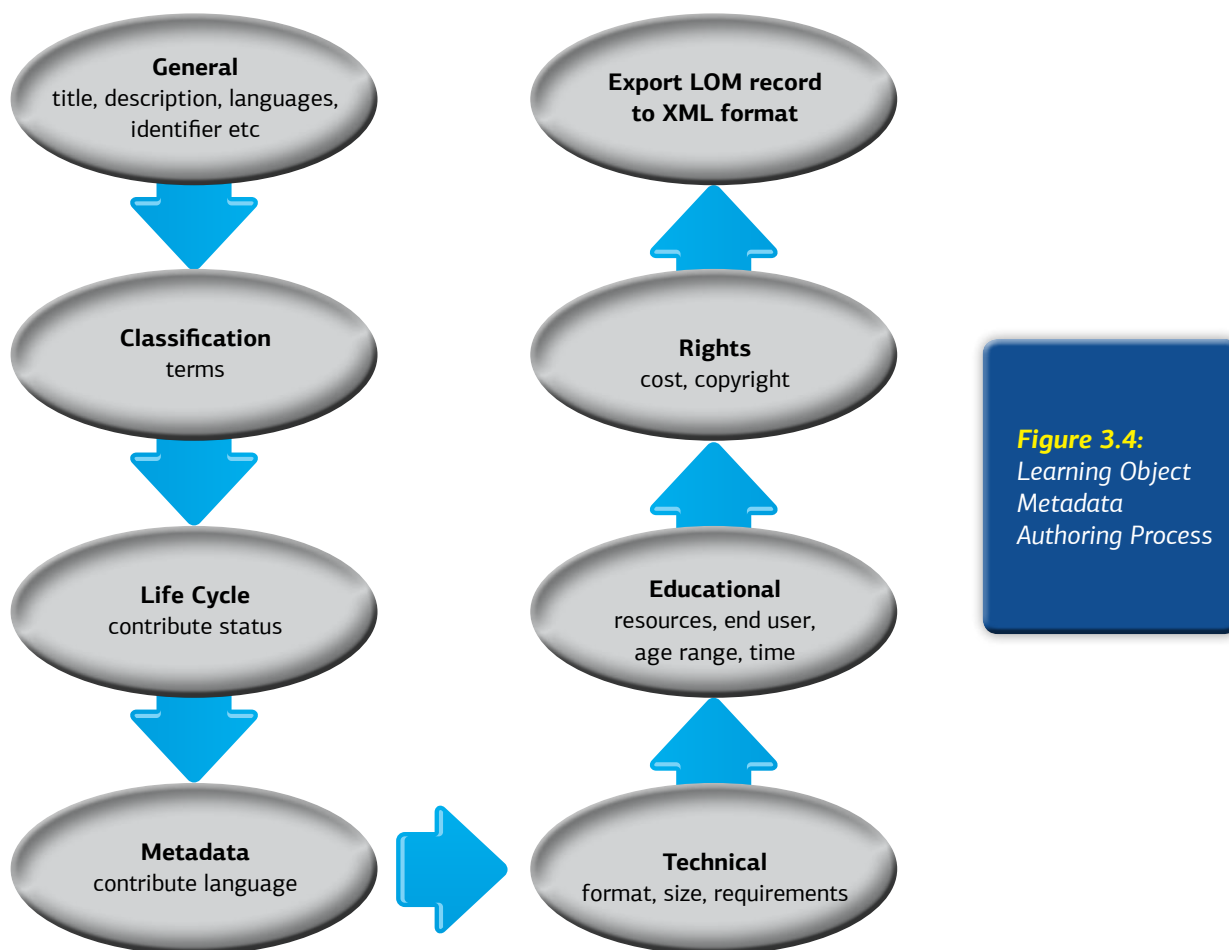 General
title, description, languages,
identifier etc
Classification
terms
Life Cycle
contribute status
Metadata
contribute language
Technical
format, size, requirements
Educational
resources, end user,
age range, time
Rights
cost, copyright
Export LOM record
to XML format
Figure 3.4:
Learning Object
Metadata
Authoring Process